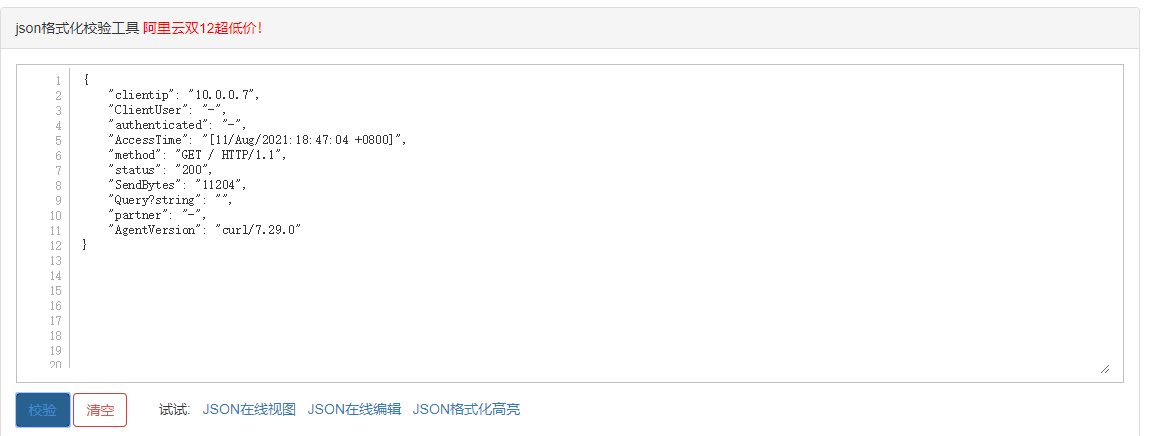 json格式化校验工具 阿里云双12超低价!
1 {
2 "clientip": "10.0.0.7",
3 "ClientUser": "-",
4 "authenticated": "-",
5 "AccessTime": "[11/Aug/2021:18:47:04 +0800]",
6 "method": "GET / HTTP/1.1",
7 "status": "200",
8 "SendBytes": "11204",
9 "Query?string": "",
10 "partner": "-",
11 "AgentVersion": "curl/7.29.0"
12 }
13
14
15
16
17
18
19
20
校验 清空 试试: JSON在线视图 JSON在线编辑 JSON格式化高亮